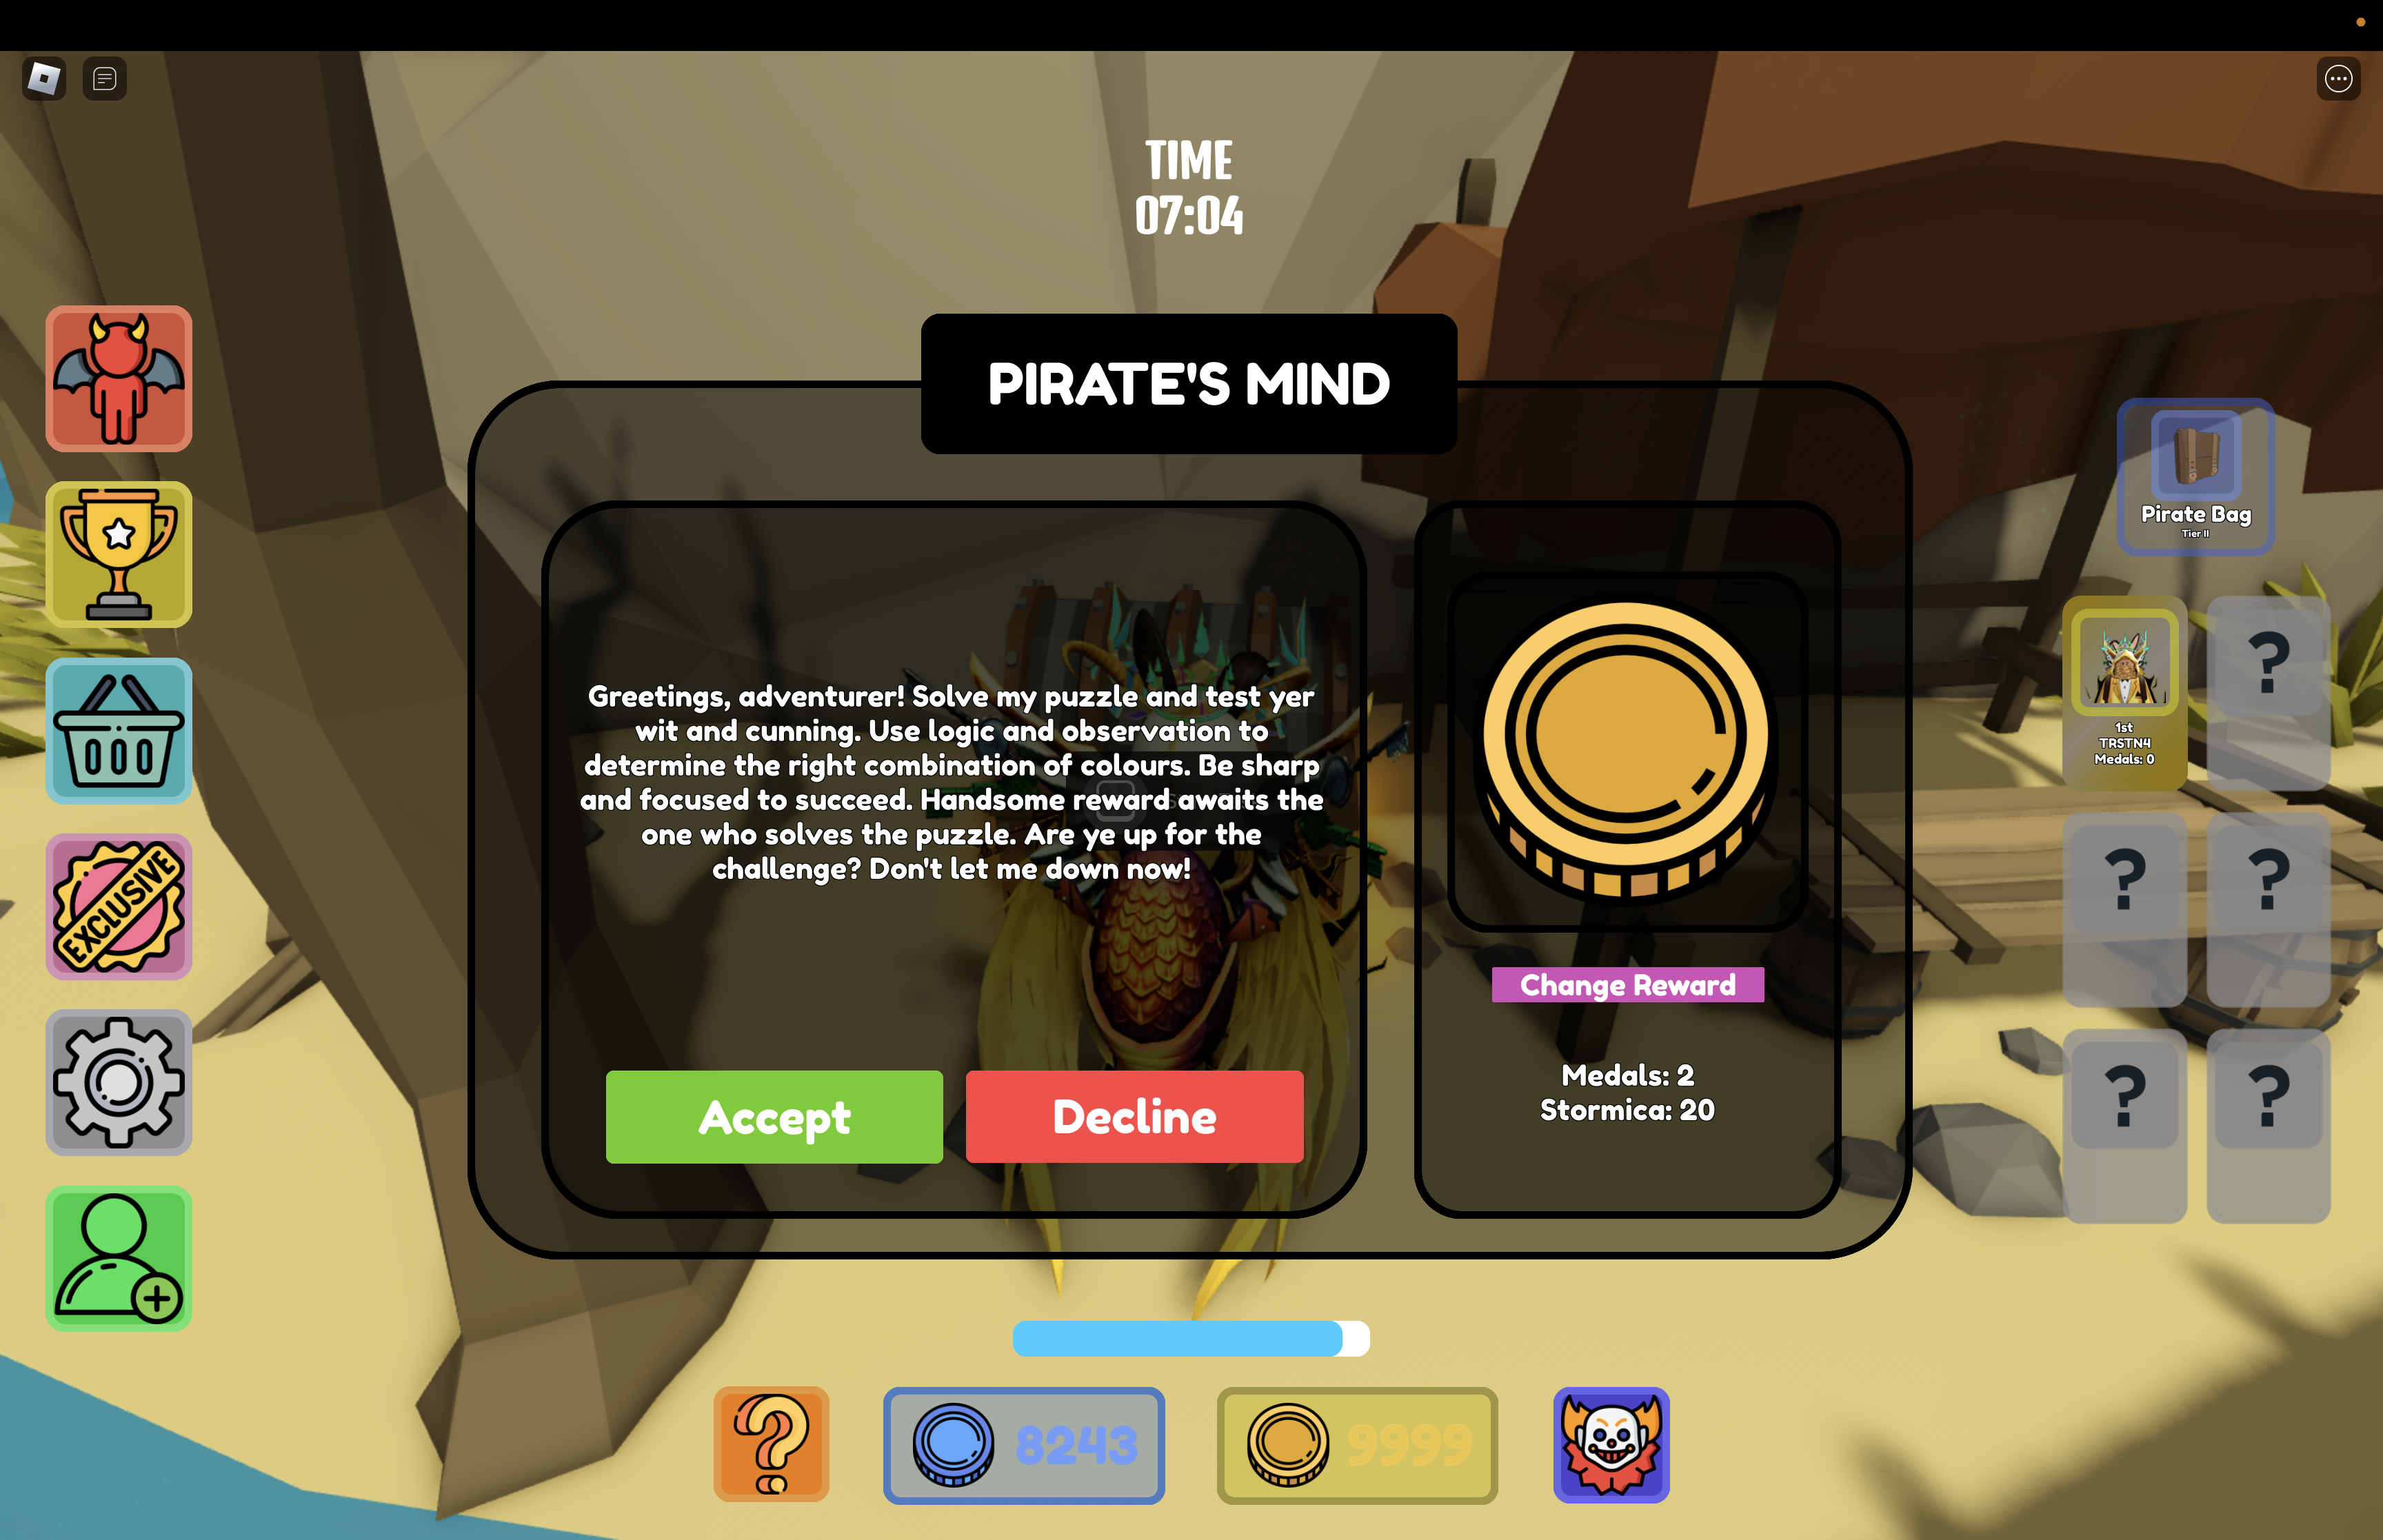 TIME
07:04
PIRATE'S MIND
Greetings, adventurer! Solve my puzzle and test yer
wit and cunning. Use logic and observation to
determine the right combination of colours. Be sharp
and focused to succeed. Handsome reward awaits the
one who solves the puzzle. Are ye up for the
challenge? Don't let me down now!
Accept
Decline
Change Reward
Medals: 2
Stormica: 20
EXCLUSIVE
Pirate Bag
Tier II
1st
TRSTN4
Medals: 0
?
?
?
?
?
8243
9999